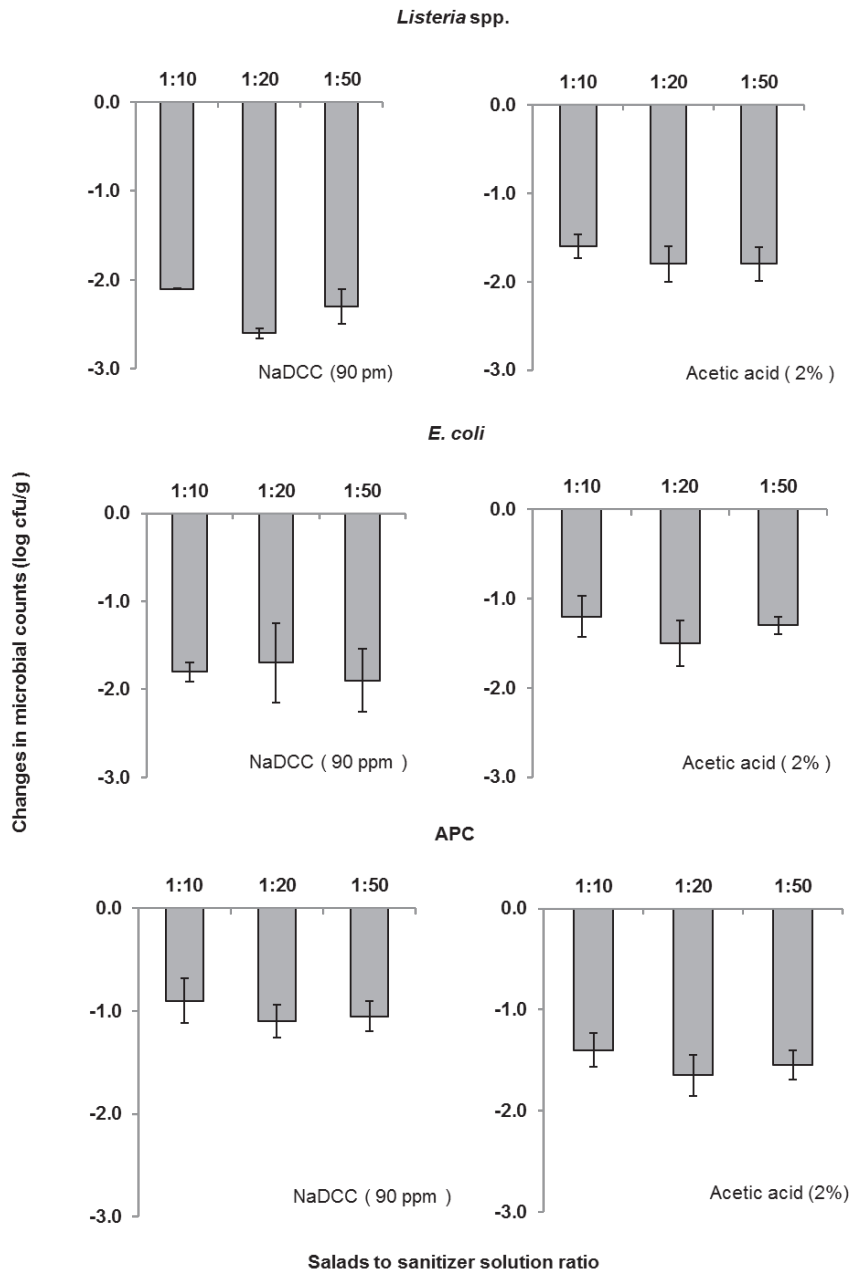 Listeria spp.
1:10 1:20 1:50
0.0
-1.0
-2.0
-3.0
NaDCC (90 pm)
1:10 1:20 1:50
0.0
-1.0
-2.0
-3.0
Acetic acid ( 2% )
E. coli
1:10 1:20 1:50
0.0
-1.0
-2.0
-3.0
NaDCC ( 90 ppm )
1:10 1:20 1:50
0.0
-1.0
-2.0
-3.0
Acetic acid ( 2% )
Changes in microbial counts (log cfu/g )
APC
1:10 1:20 1:50
0.0
-1.0
-2.0
-3.0
NaDCC ( 90 ppm )
1:10 1:20 1:50
0.0
-1.0
-2.0
-3.0
Acetic acid (2%)
Salads to sanitizer solution ratio